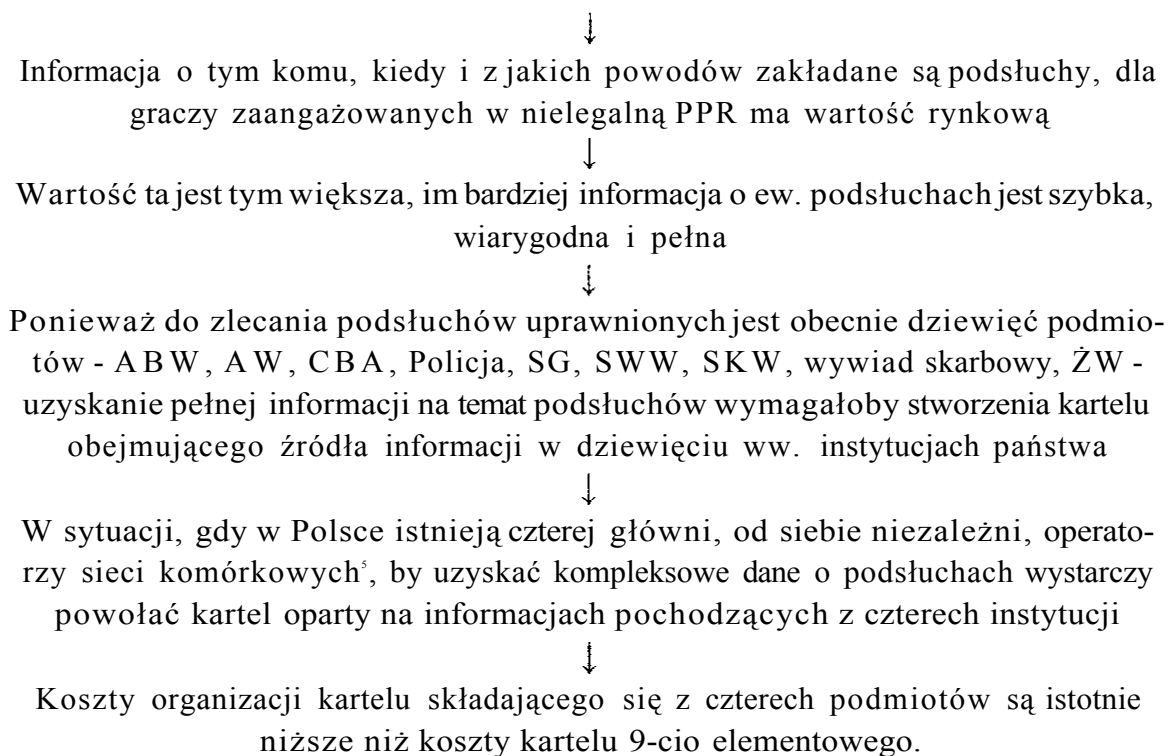 ↓
Informacja o tym komu, kiedy i z jakich powodów zakładane są podsłuchy, dla
graczy zaangażowanych w nielegalną PPR ma wartość rynkową
↓
Wartość ta jest tym większa, im bardziej informacja o ew. podsłuchach jest szybka,
wiarygodna i pełna
↓
Ponieważ do zlecania podsłuchów uprawnionych jest obecnie dziewięć podmio-
tów - ABW, AW, CBA, Policja, SG, SWW, SKW, wywiad skarbowy, ŻW -
uzyskanie pełnej informacji na temat podsłuchów wymagałoby stworzenia kartelu
obejmującego źródła informacji w dziewięciu ww. instytucjach państwa
↓
W sytuacji, gdy w Polsce istnieją czterej główni, od siebie niezależni, operato-
rzy sieci komórkowych⁵, by uzyskać kompleksowe dane o podsłuchach wystarczy
powołać kartel oparty na informacjach pochodzących z czterech instytucji
↓
Koszty organizacji kartelu składającego się z czterech podmiotów są istotnie
niższe niż koszty kartelu 9-cio elementowego.